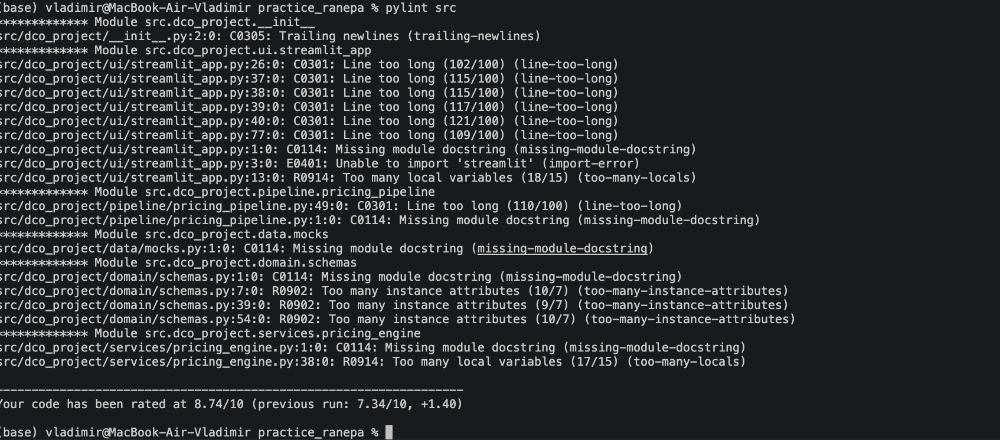 (base) vladimir@MacBook-Air-Vladimir practice_ranepa % pylint src
************* Module src.dco_project.__init__
src/dco_project/__init__.py:2:0: C0305: Trailing newlines (trailing-newlines)
************* Module src.dco_project.ui.streamlit_app
src/dco_project/ui/streamlit_app.py:26:0: C0301: Line too long (102/100) (line-too-long)
src/dco_project/ui/streamlit_app.py:37:0: C0301: Line too long (115/100) (line-too-long)
src/dco_project/ui/streamlit_app.py:38:0: C0301: Line too long (115/100) (line-too-long)
src/dco_project/ui/streamlit_app.py:39:0: C0301: Line too long (117/100) (line-too-long)
src/dco_project/ui/streamlit_app.py:40:0: C0301: Line too long (121/100) (line-too-long)
src/dco_project/ui/streamlit_app.py:77:0: C0301: Line too long (109/100) (line-too-long)
src/dco_project/ui/streamlit_app.py:1:0: C0114: Missing module docstring (missing-module-docstring)
src/dco_project/ui/streamlit_app.py:3:0: E0401: Unable to import 'streamlit' (import-error)
src/dco_project/ui/streamlit_app.py:13:0: R0914: Too many local variables (18/15) (too-many-locals)
************* Module src.dco_project.pipeline.pricing_pipeline
src/dco_project/pipeline/pricing_pipeline.py:49:0: C0301: Line too long (110/100) (line-too-long)
src/dco_project/pipeline/pricing_pipeline.py:1:0: C0114: Missing module docstring (missing-module-docstring)
************* Module src.dco_project.data.mocks
src/dco_project/data/mocks.py:1:0: C0114: Missing module docstring (missing-module-docstring)
************* Module src.dco_project.domain.schemas
src/dco_project/domain/schemas.py:1:0: C0114: Missing module docstring (missing-module-docstring)
src/dco_project/domain/schemas.py:7:0: R0902: Too many instance attributes (10/7) (too-many-instance-attributes)
src/dco_project/domain/schemas.py:39:0: R0902: Too many instance attributes (9/7) (too-many-instance-attributes)
src/dco_project/domain/schemas.py:54:0: R0902: Too many instance attributes (10/7) (too-many-instance-attributes)
************* Module src.dco_project.services.pricing_engine
src/dco_project/services/pricing_engine.py:1:0: C0114: Missing module docstring (missing-module-docstring)
src/dco_project/services/pricing_engine.py:38:0: R0914: Too many local variables (17/15) (too-many-locals)
------------------------------------------------------------------
Your code has been rated at 8.74/10 (previous run: 7.34/10, +1.40)
(base) vladimir@MacBook-Air-Vladimir practice_ranepa %